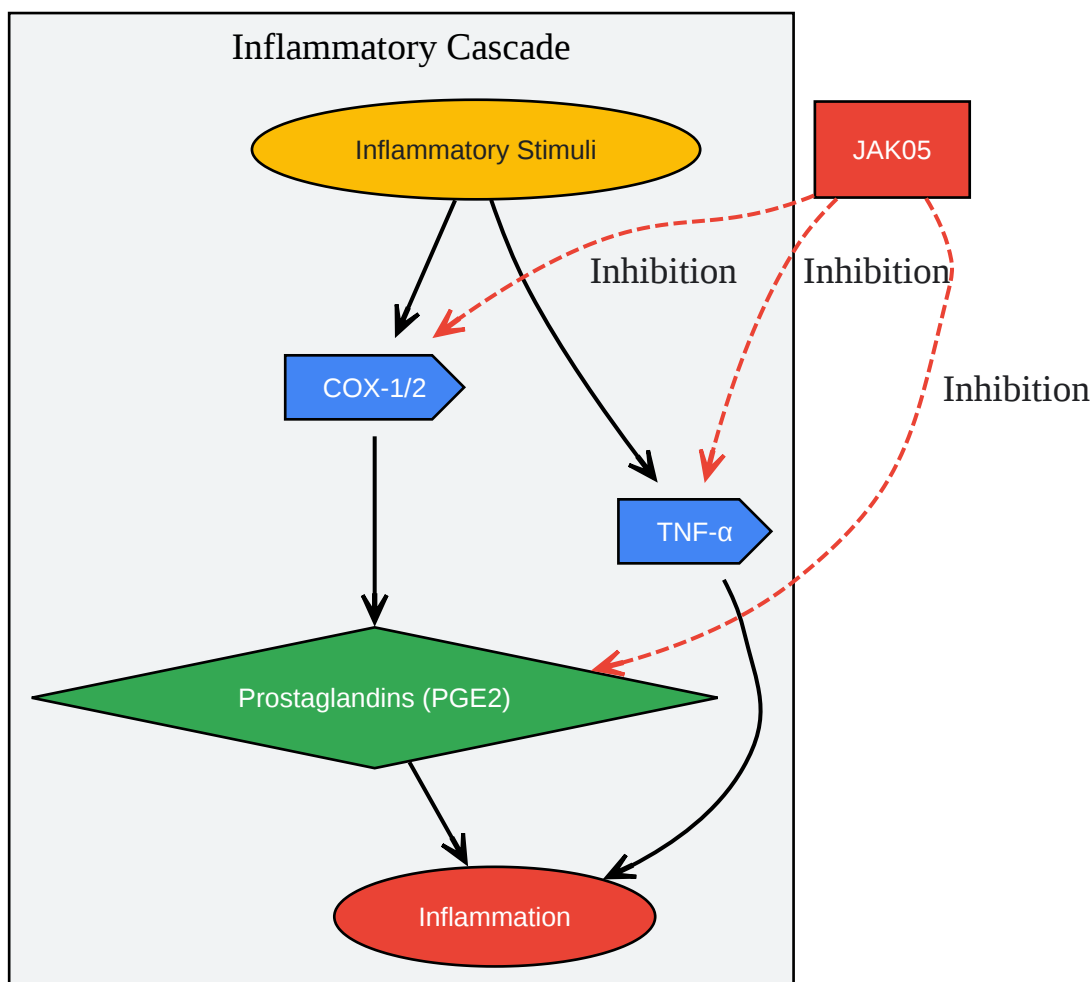 Inflammatory Cascade
Inflammatory Stimuli
JAK05
Inhibition
Inhibition
COX-1/2
Inhibition
TNF-α
Prostaglandins (PGE2)
Inflammation